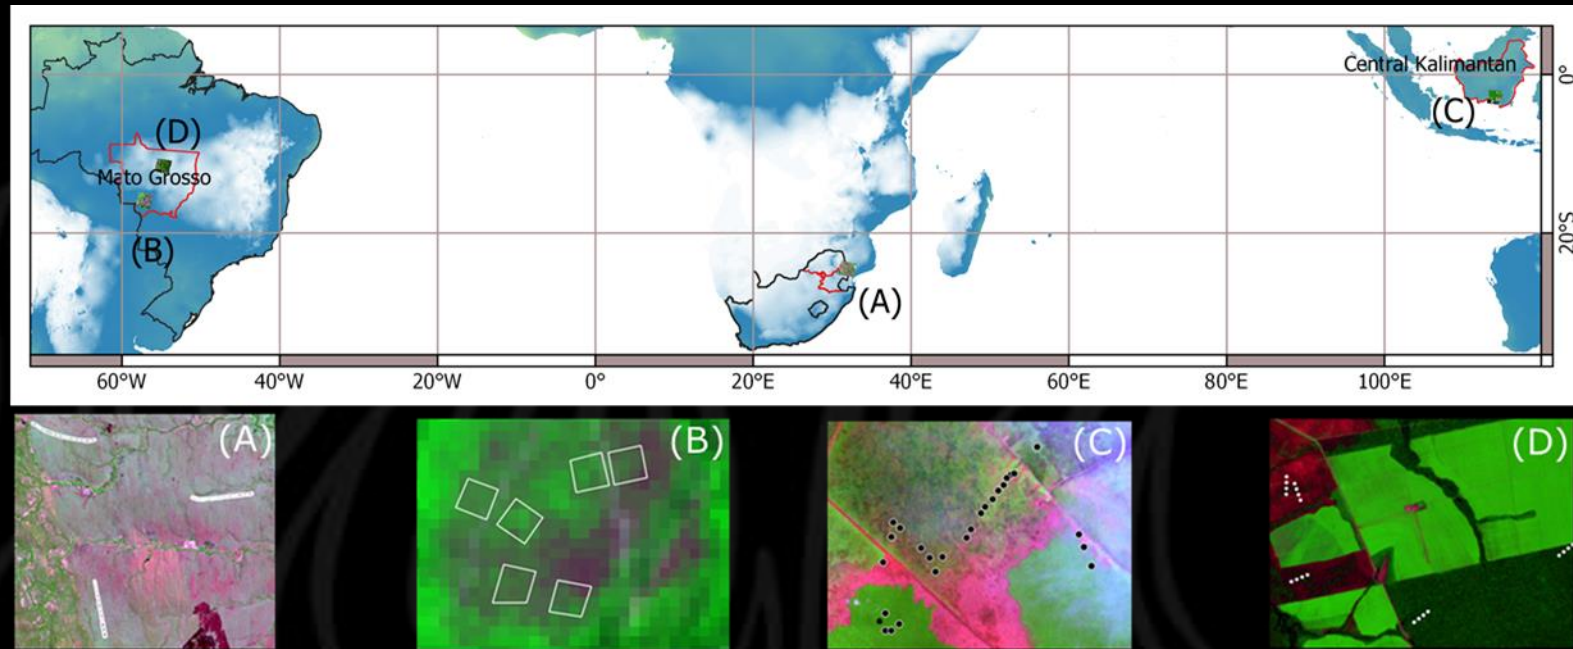 Central Kalimantan
0°
(C)
(D)
Mato Grosso
(B)
20°S
(A)
60°W 40°W 20°W 0° 20°E 40°E 60°E 80°E 100°E
(A) (B) (C) (D)